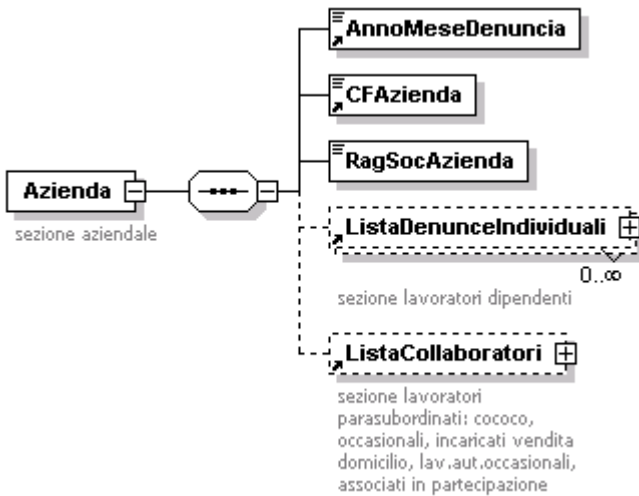 AnnoMeseDenuncia
CFAzienda
RagSocAzienda
Azienda
sezione aziendale
ListaDenunceIndividuali
0..∞
sezione lavoratori dipendenti
ListaCollaboratori
sezione lavoratori
parasubordinati: cococo,
occasionali, incaricati vendita
domicilio, lav.aut.occasionali,
associati in partecipazione